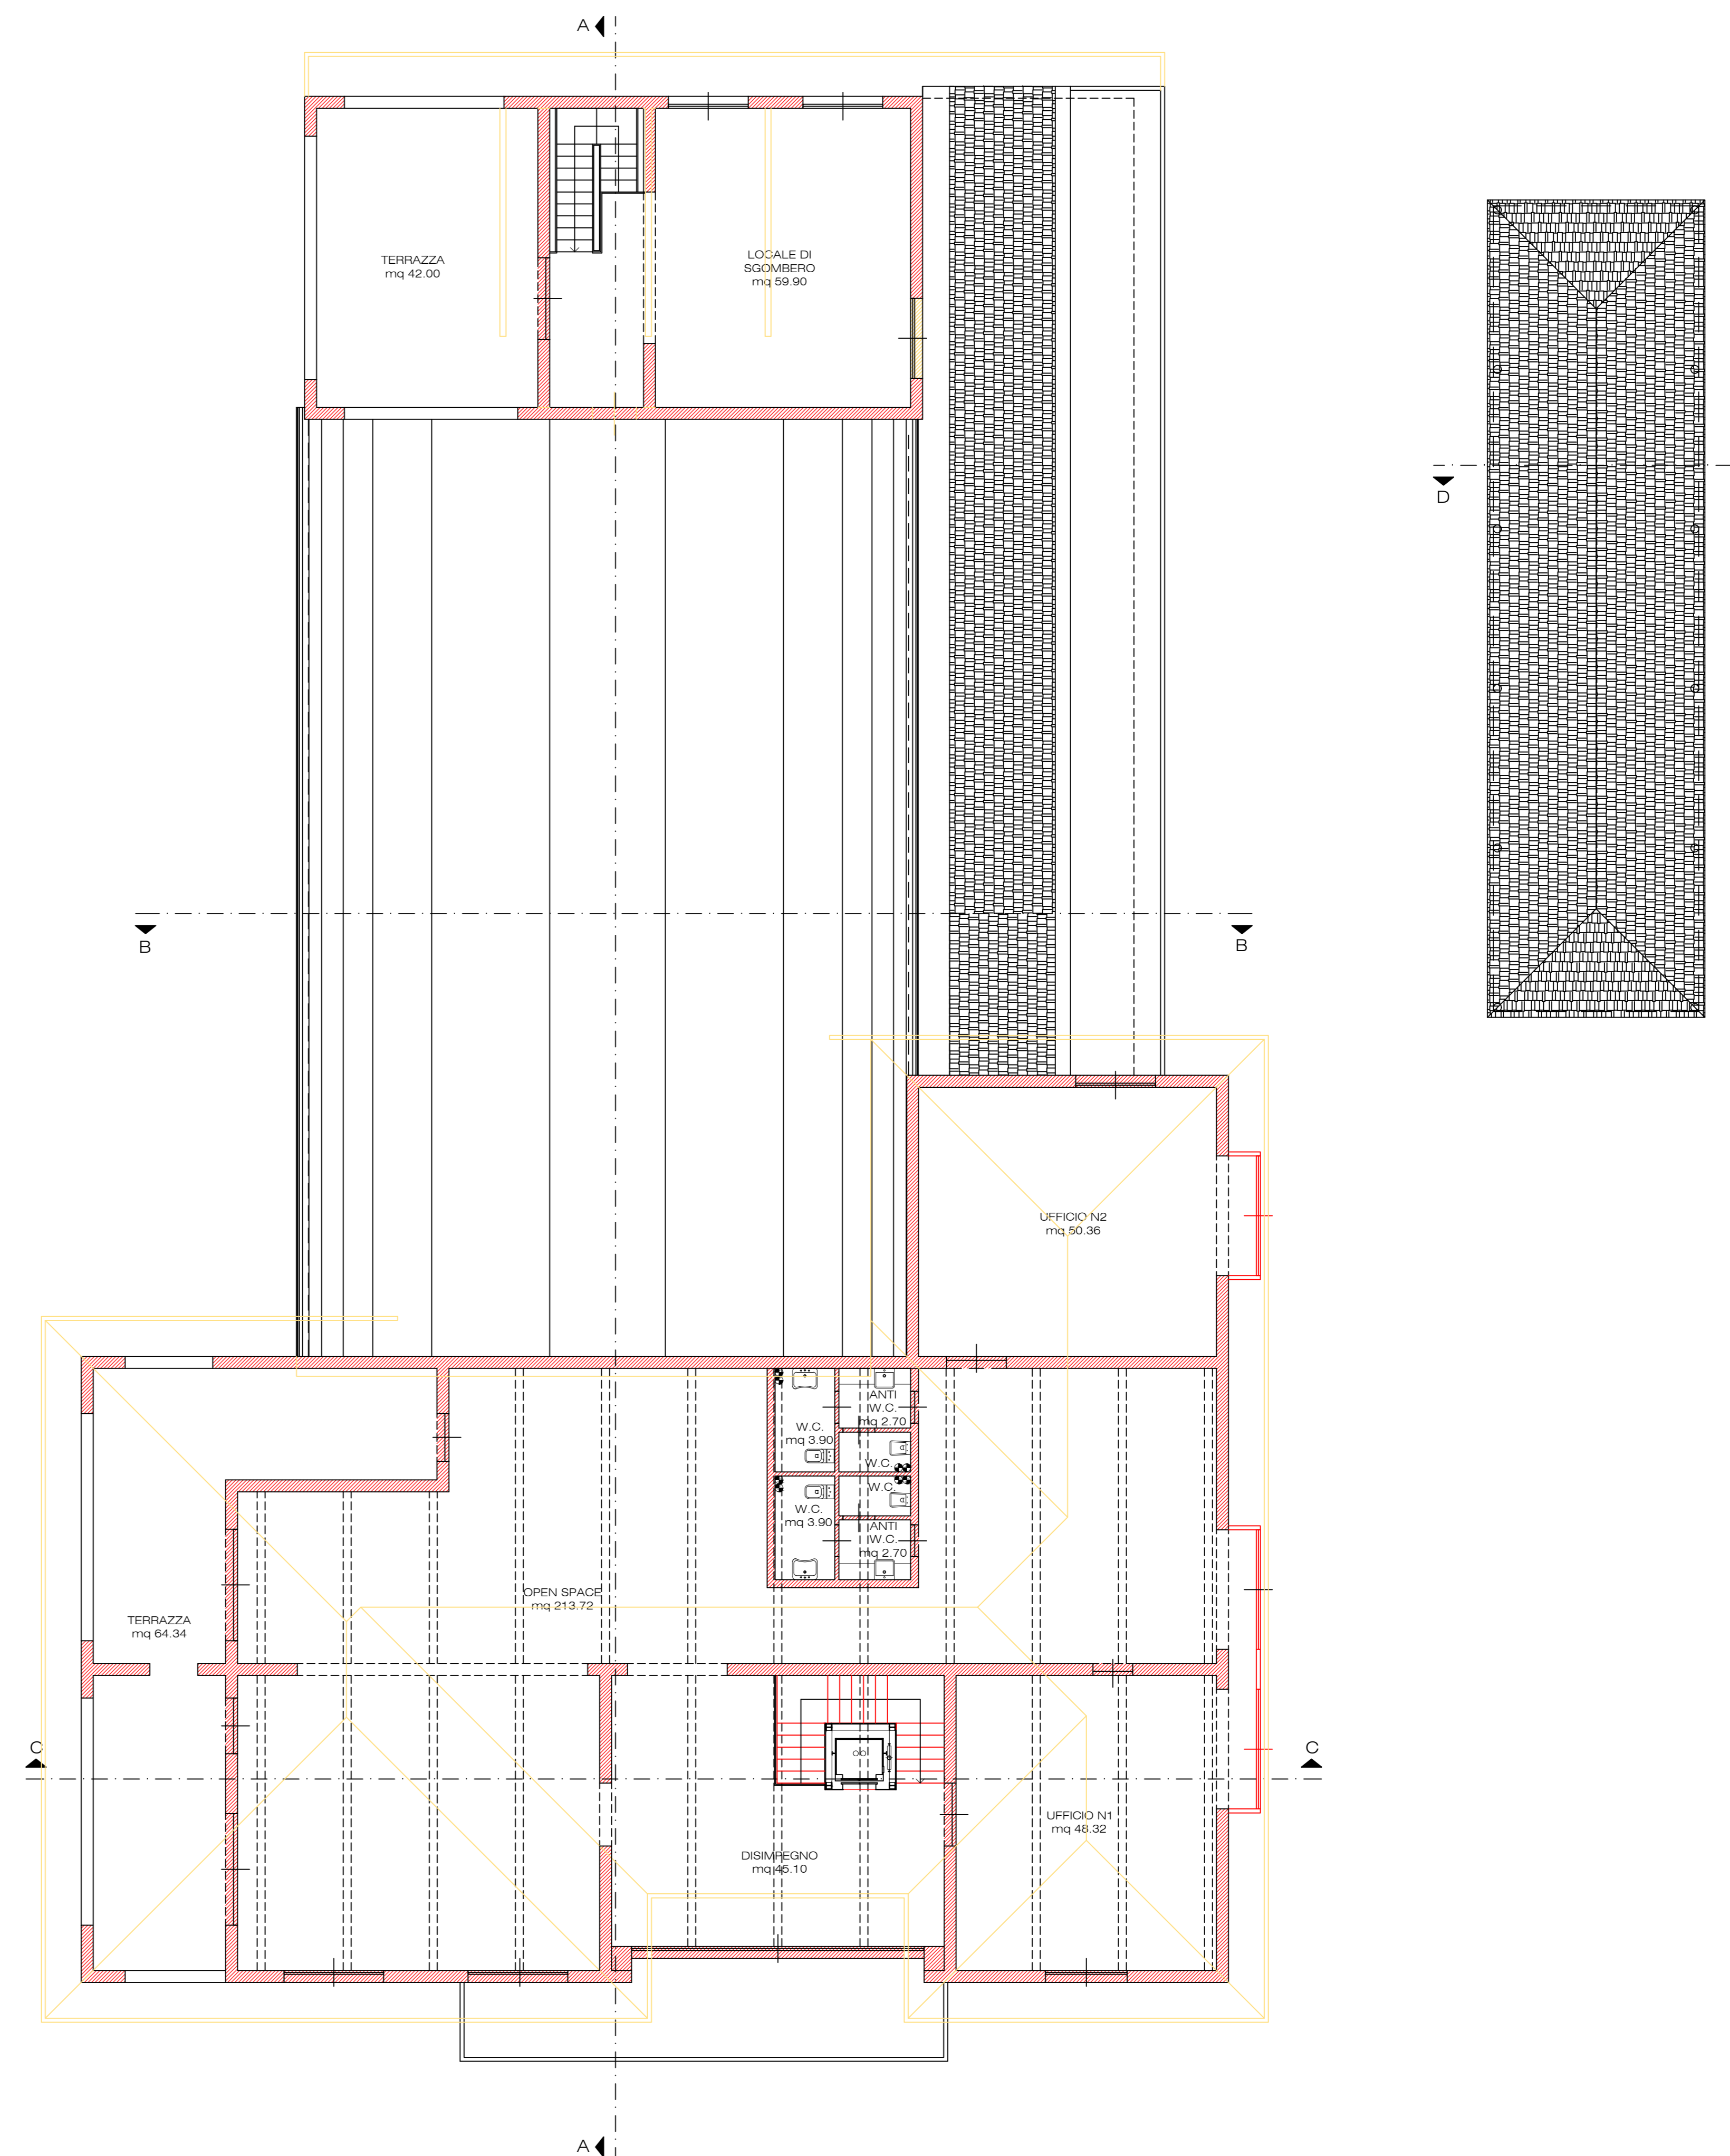 A
TERRAZZA
mq 42.00
LOCALE DI
SGOMBERO
mq 59.90
D
B
B
UFFICIO N2
mq 50.36
ANTI
W.C.
mq 2.70
W.C.
mq 3.90
W.C.
W.C.
W.C.
mq 3.90
ANTI
W.C.
mq 2.70
OPEN SPACE
mq 213.72
TERRAZZA
mq 64.34
C
C
UFFICIO N1
mq 48.32
DISIMPEGNO
mq 45.10
A